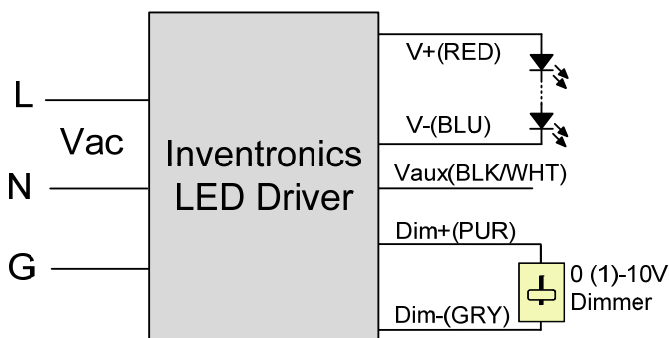 L
Vac
N
G
Inventronics
LED Driver
V+(RED)
V-(BLU)
Vaux(BLK/WHT)
Dim+(PUR)
Dim-(GRY)
0 (1)-10V
Dimmer